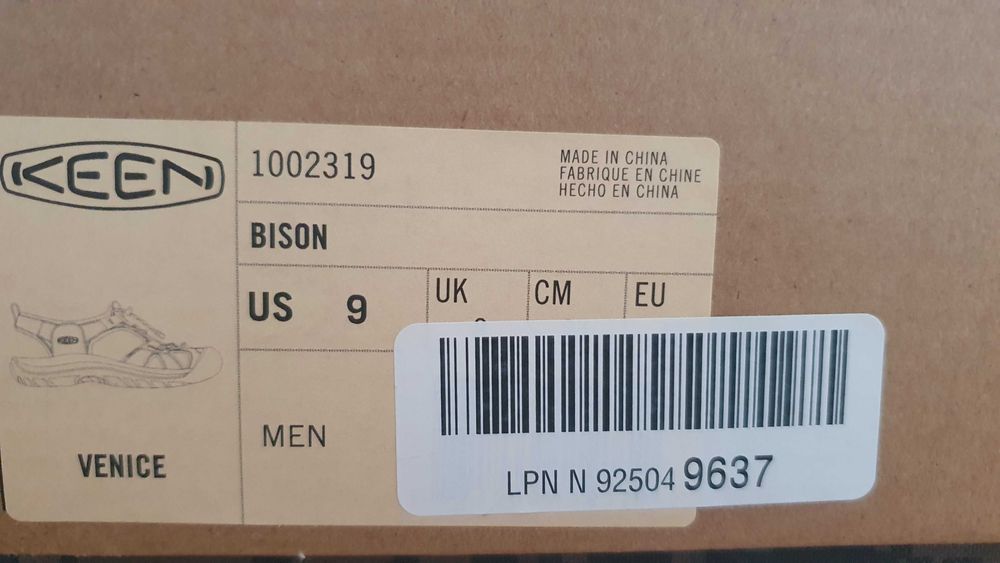 KEEN
1002319
MADE IN CHINA
FABRIQUE EN CHINE
HECHO EN CHINA
BISON
US 9
UK
CM
EU
MEN
VENICE
LPN N 92504 9637